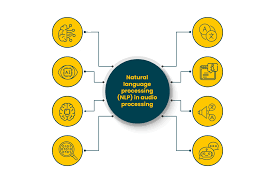 Natural
language
processing
(NLP) in audio
processing